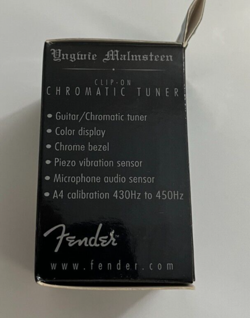 Yngwie Malmsteen
CLIP-ON
CHROMATIC TUNER
• Guitar/Chromatic tuner
• Color display
• Chrome bezel
• Piezo vibration sensor
• Microphone audio sensor
• A4 calibration 430Hz to 450Hz
Fender
www.fender.com